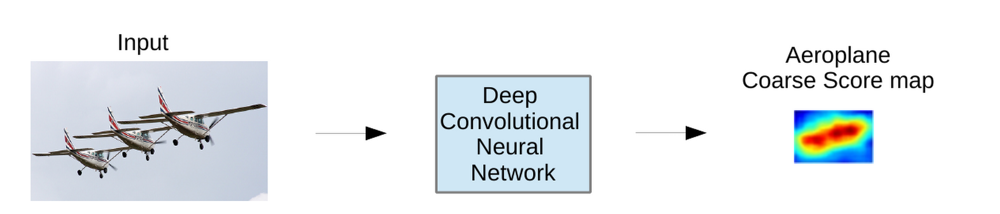 Input
Aeroplane
Coarse Score map
Deep
Convolutional
Neural
Network